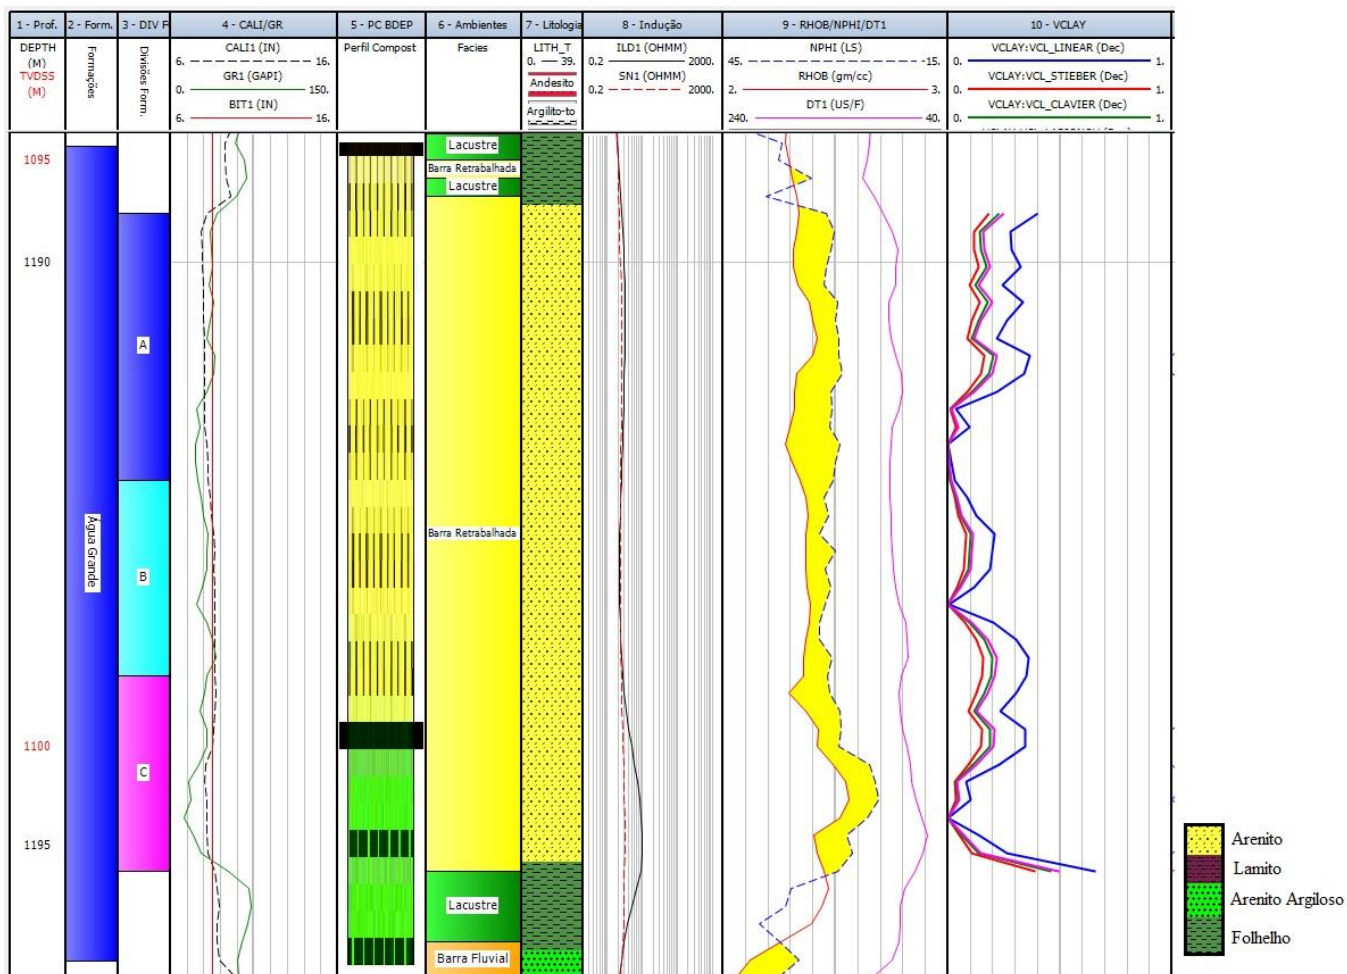 1 - Prof. 2 - Form. 3 - DIV F 4 - CALI/GR 5 - PC BDEP 6 - Ambientes 7 - Litologia 8 - Indução 9 - RHOB/NPHI/DT1 10 - VCLAY
DEPTH
(M)
TVDSS
(M)
Formações
Divisões Form.
CALI1 (IN)
6. 16.
GR1 (GAPI)
0. 150.
BIT1 (IN)
6. 16.
Perfil Compost
Facies
LITH_T
0. 39.
Andesito
Argilito-to
ILD1 (OHMM)
0.2 2000.
SN1 (OHMM)
0.2 2000.
NPHI (LS)
45. -15.
RHOB (gm/cc)
2. 3.
DT1 (US/F)
240. 40.
VCLAY:VCL_LINEAR (Dec)
0. 1.
VCLAY:VCL_STIEBER (Dec)
0. 1.
VCLAY:VCL_CLAVIER (Dec)
0. 1.
1095
1190
1100
1195
Água Grande
A
B
C
Lacustre
Barra Retrabalhada
Lacustre
Barra Retrabalhada
Lacustre
Barra Fluvial
Arenito
Lamito
Arenito Argiloso
Folhelho